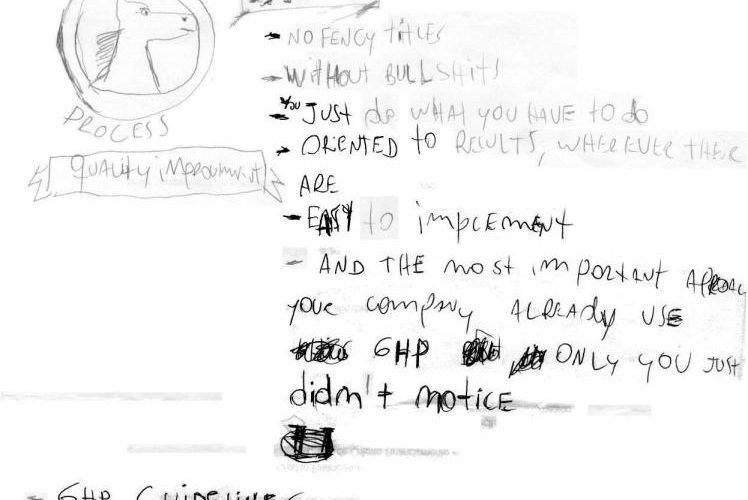 PROCESS
QUALITY improvment
- NO FENCY titles
- Without BULLSHITS
- You JUST do WHAT YOU HAVE to do
- ORIENTED to RESULTS, WHEREVER THEIR
ARE
- EASY to implEMENT
- AND THE most important
your company ALREADY USE
GHP ONLY YOU JUST
didn't notice
- GHP GUIDELINES